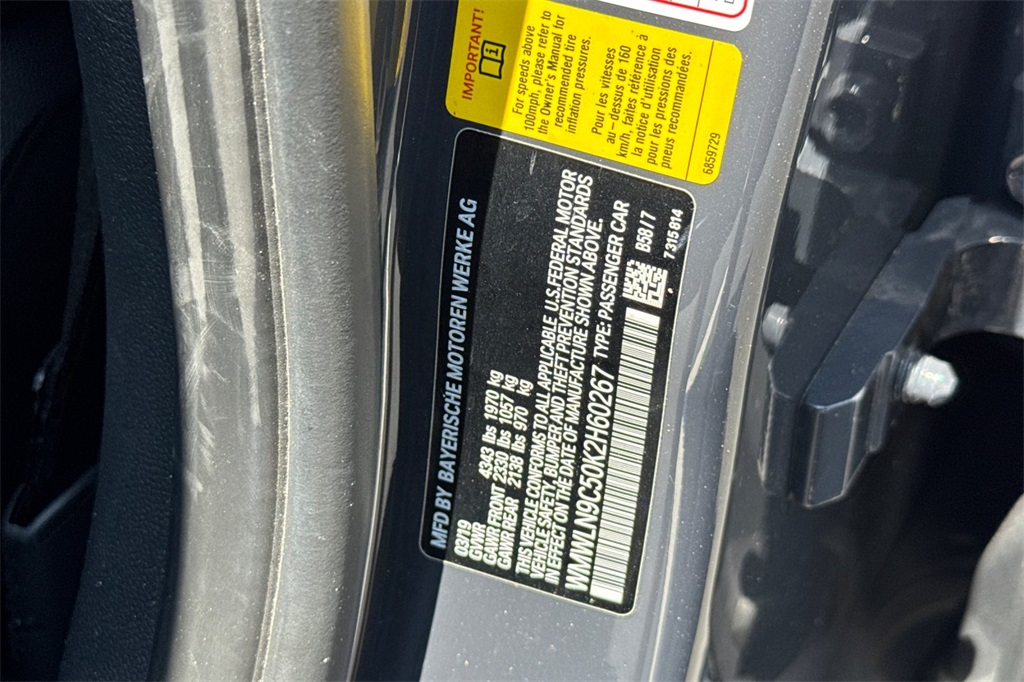 IMPORTANT!
For speeds above
100mph, please refer to
the Owner's Manual for
recommended tire
inflation pressures.
Pour les vitesses
au - dessus de 160
km/h, faites référence à
la notice d'utilisation
pour les pressions des
pneus recommandées.
6859729
MFD BY BAYERISCHE MOTOREN WERKE AG
03/19
GVWR 4343 lbs 1970 kg
GAWR FRONT 2330 lbs 1057 kg
GAWR REAR 2138 lbs 970 kg
THIS VEHICLE CONFORMS TO ALL APPLICABLE U.S. FEDERAL MOTOR
VEHICLE SAFETY, BUMPER AND THEFT PREVENTION STANDARDS
IN EFFECT ON THE DATE OF MANUFACTURE SHOWN ABOVE.
WMWLN9C50K2H60267 TYPE: PASSENGER CAR
B58 / 7
7 315 814